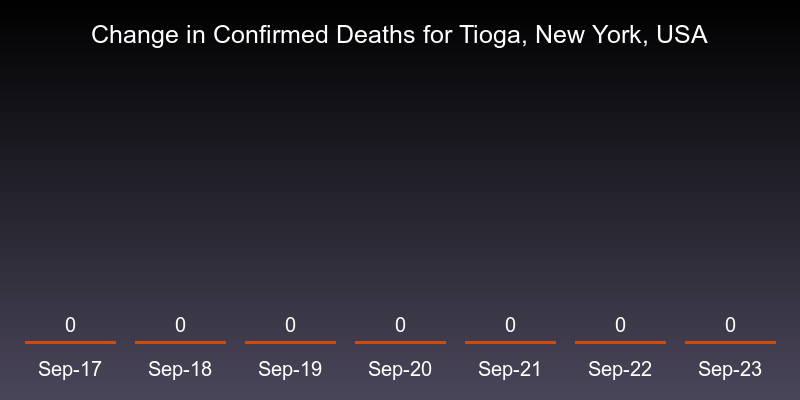 Change in Confirmed Deaths for Tioga, New York, USA
0 0 0 0 0 0 0
Sep-17 Sep-18 Sep-19 Sep-20 Sep-21 Sep-22 Sep-23